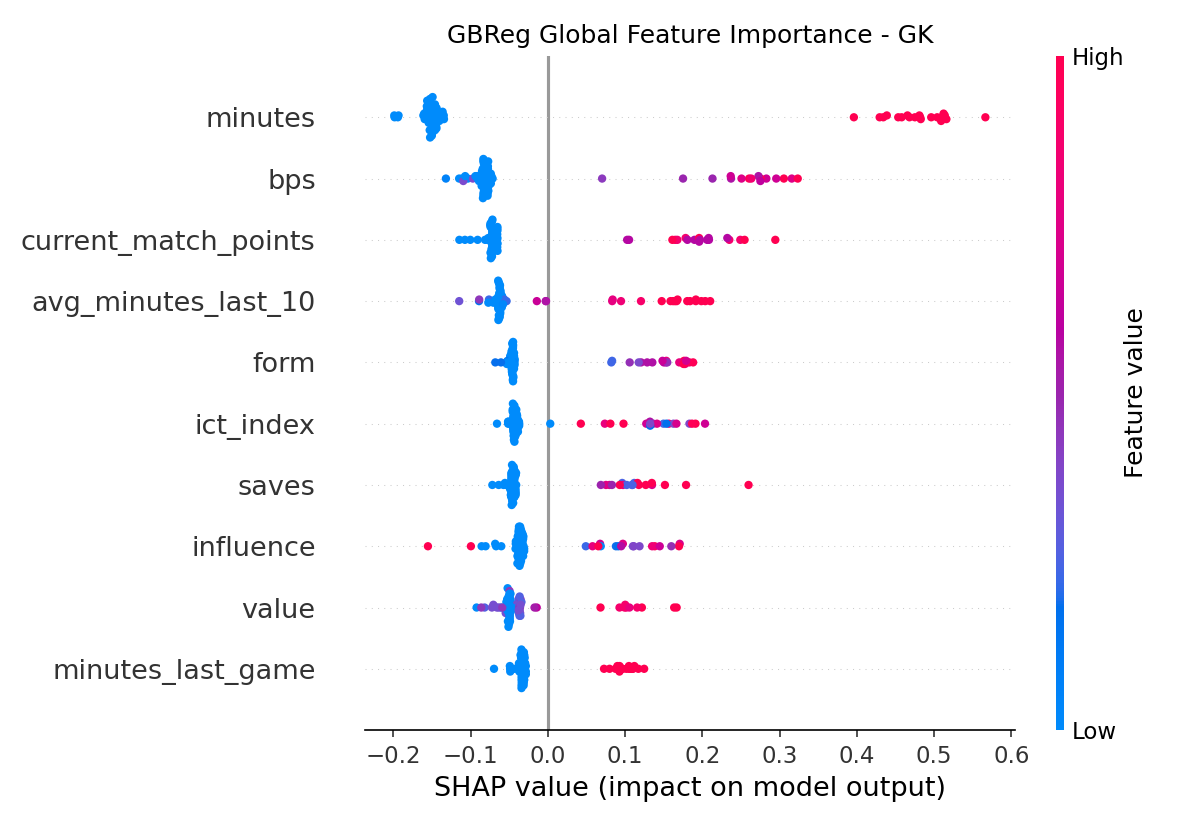 GBReg Global Feature Importance - GK
High
minutes
bps
current_match_points
avg_minutes_last_10
form
ict_index
saves
influence
value
minutes_last_game
Feature value
Low
−0.2 −0.1 0.0 0.1 0.2 0.3 0.4 0.5 0.6
SHAP value (impact on model output)